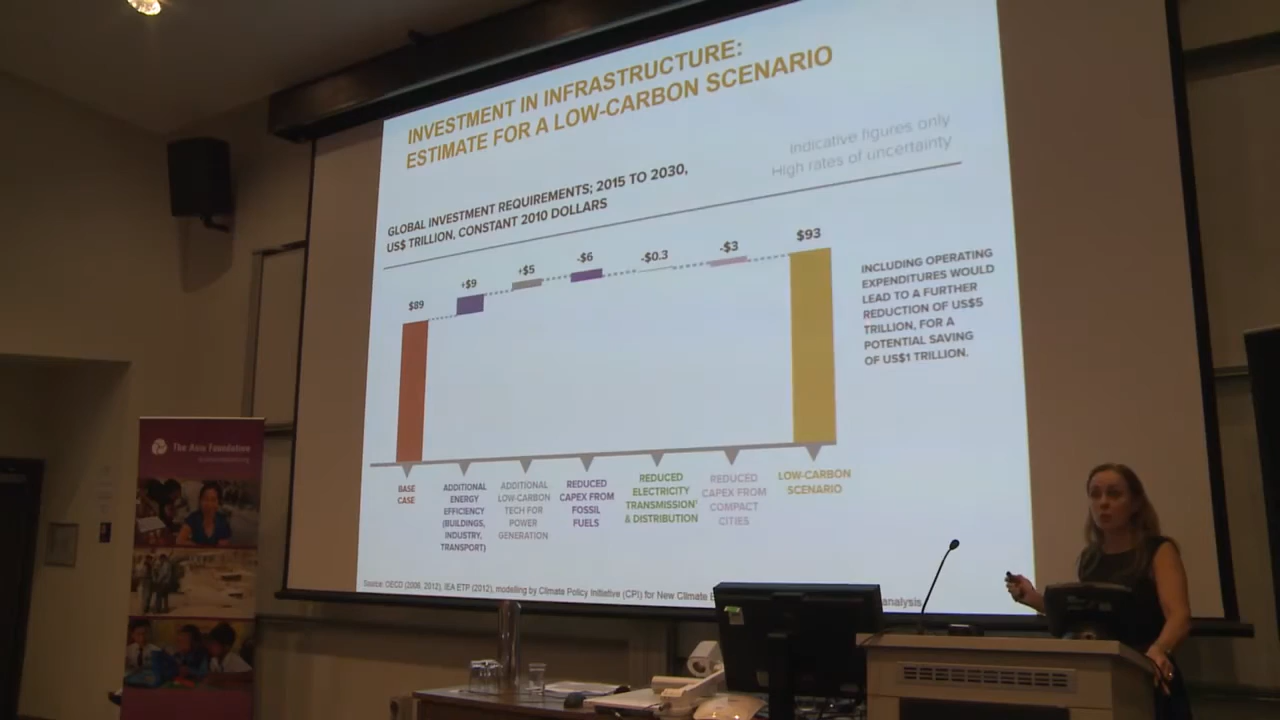 INVESTMENT IN INFRASTRUCTURE:
ESTIMATE FOR A LOW-CARBON SCENARIO
Indicative figures only
High rates of uncertainty
GLOBAL INVESTMENT REQUIREMENTS; 2015 TO 2030,
US$ TRILLION, CONSTANT 2010 DOLLARS
$89
+$9
+$5
-$6
-$0.3
-$3
$93
INCLUDING OPERATING
EXPENDITURES WOULD
LEAD TO A FURTHER
REDUCTION OF US$5
TRILLION, FOR A
POTENTIAL SAVING
OF US$1 TRILLION.
BASE
CASE
ADDITIONAL
ENERGY
EFFICIENCY
(BUILDINGS,
INDUSTRY,
TRANSPORT)
ADDITIONAL
LOW-CARBON
TECH FOR
POWER
GENERATION
REDUCED
CAPEX FROM
FOSSIL
FUELS
REDUCED
ELECTRICITY
TRANSMISSION¹
& DISTRIBUTION
REDUCED
CAPEX FROM
COMPACT
CITIES
LOW-CARBON
SCENARIO
Source: OECD (2006, 2012), IEA ETP (2012), modelling by Climate Policy Initiative (CPI) for New Climate analysis
The Asia Foundation